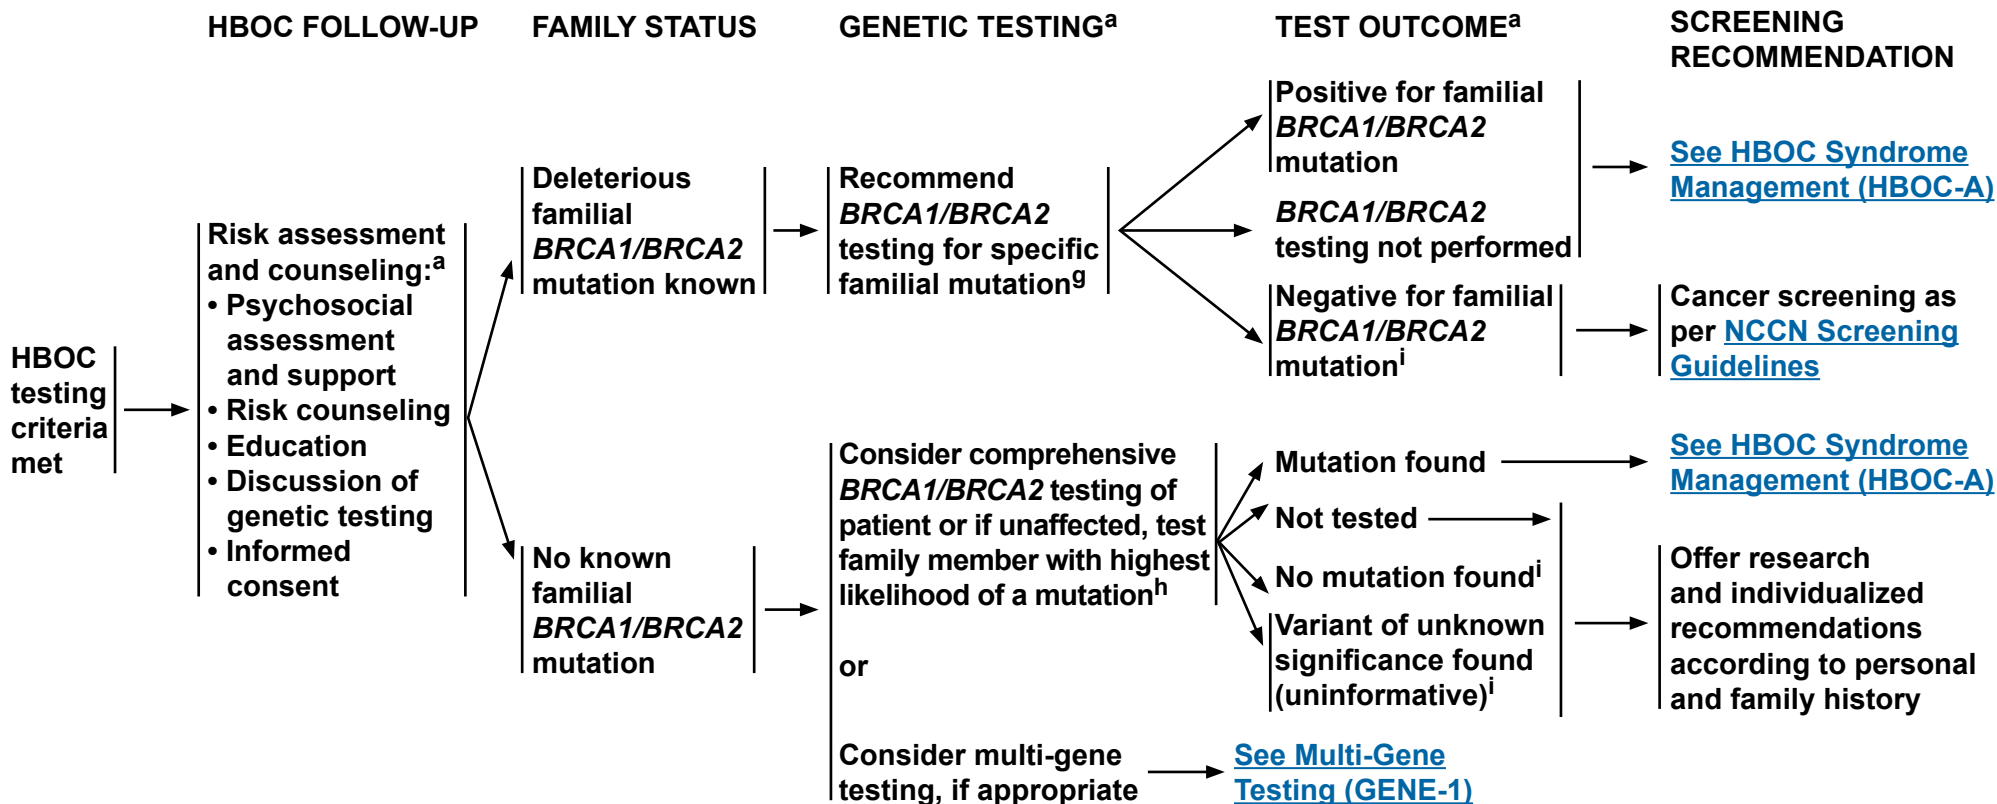 HBOC FOLLOW-UP
FAMILY STATUS
GENETIC TESTINGa
TEST OUTCOMEa
SCREENING
RECOMMENDATION
HBOC
testing
criteria
met
Risk assessment
and counseling:a
• Psychosocial
assessment
and support
• Risk counseling
• Education
• Discussion of
genetic testing
• Informed
consent
Deleterious
familial
BRCA1/BRCA2
mutation known
Recommend
BRCA1/BRCA2
testing for specific
familial mutationg
Positive for familial
BRCA1/BRCA2
mutation
BRCA1/BRCA2
testing not performed
See HBOC Syndrome
Management (HBOC-A)
Negative for familial
BRCA1/BRCA2
mutationi
Cancer screening as
per NCCN Screening
Guidelines
No known
familial
BRCA1/BRCA2
mutation
Consider comprehensive
BRCA1/BRCA2 testing of
patient or if unaffected, test
family member with highest
likelihood of a mutationh
or
Consider multi-gene
testing, if appropriate
Mutation found
See HBOC Syndrome
Management (HBOC-A)
Not tested
No mutation foundi
Variant of unknown
significance found
(uninformative)i
Offer research
and individualized
recommendations
according to personal
and family history
See Multi-Gene
Testing (GENE-1)